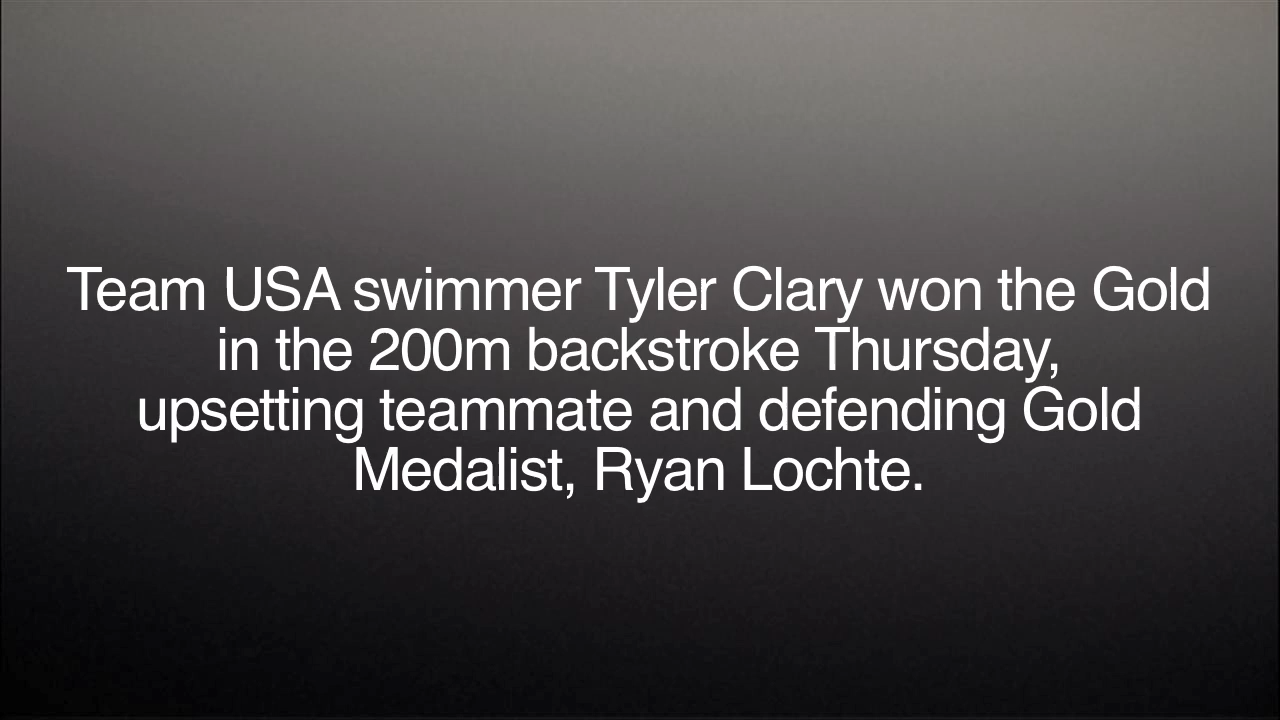 Team USA swimmer Tyler Clary won the Gold
in the 200m backstroke Thursday,
upsetting teammate and defending Gold
Medalist, Ryan Lochte.